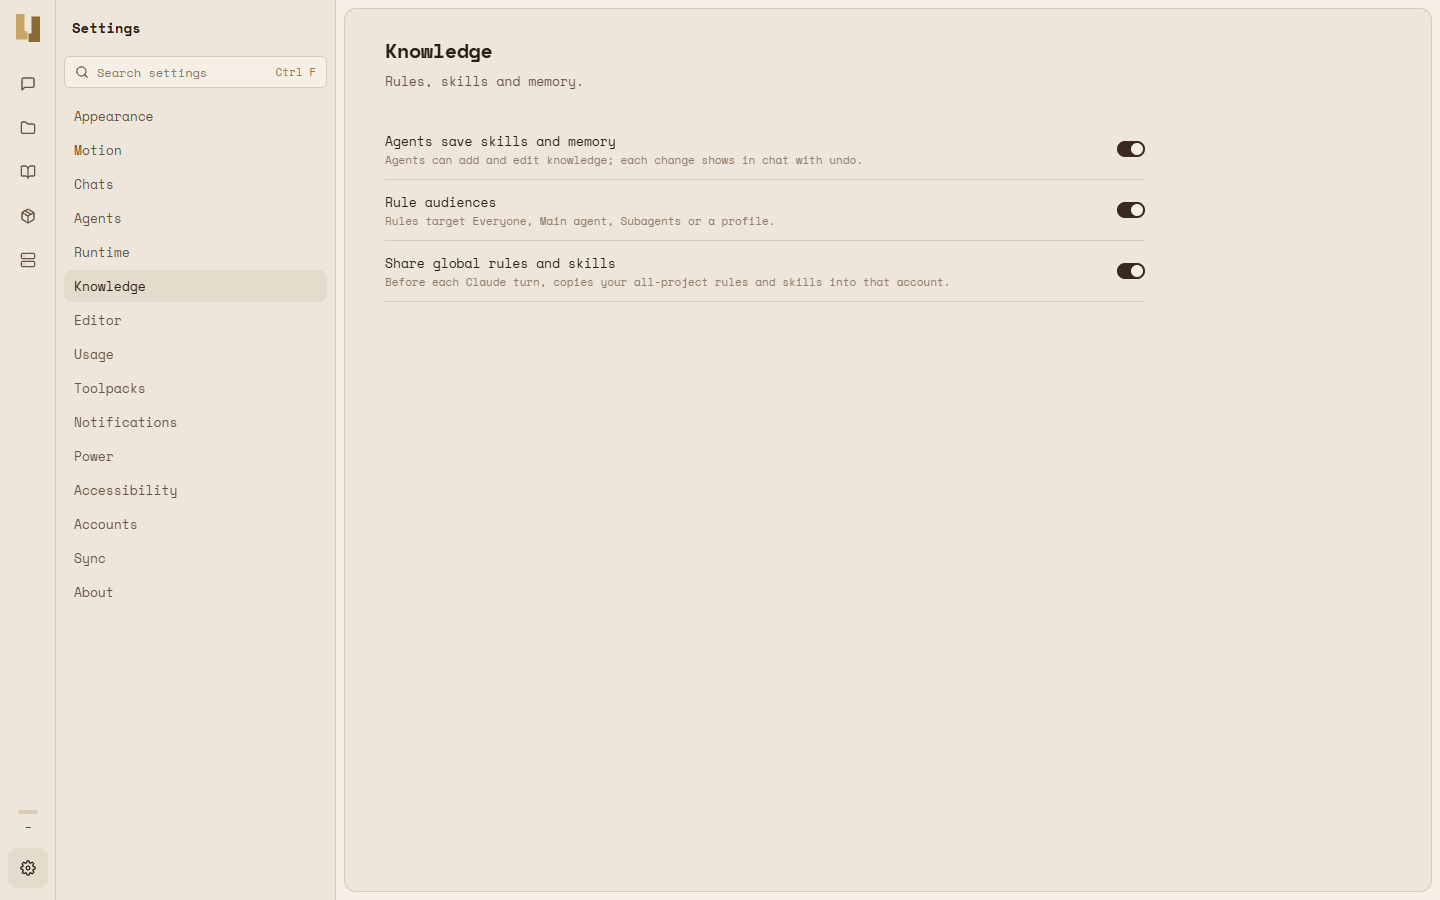 Settings
Search settings
Ctrl F
Appearance
Motion
Chats
Agents
Runtime
Knowledge
Editor
Usage
Toolpacks
Notifications
Power
Accessibility
Accounts
Sync
About
–
Knowledge
Rules, skills and memory.
Agents save skills and memory
Agents can add and edit knowledge; each change shows in chat with undo.
Rule audiences
Rules target Everyone, Main agent, Subagents or a profile.
Share global rules and skills
Before each Claude turn, copies your all-project rules and skills into that account.